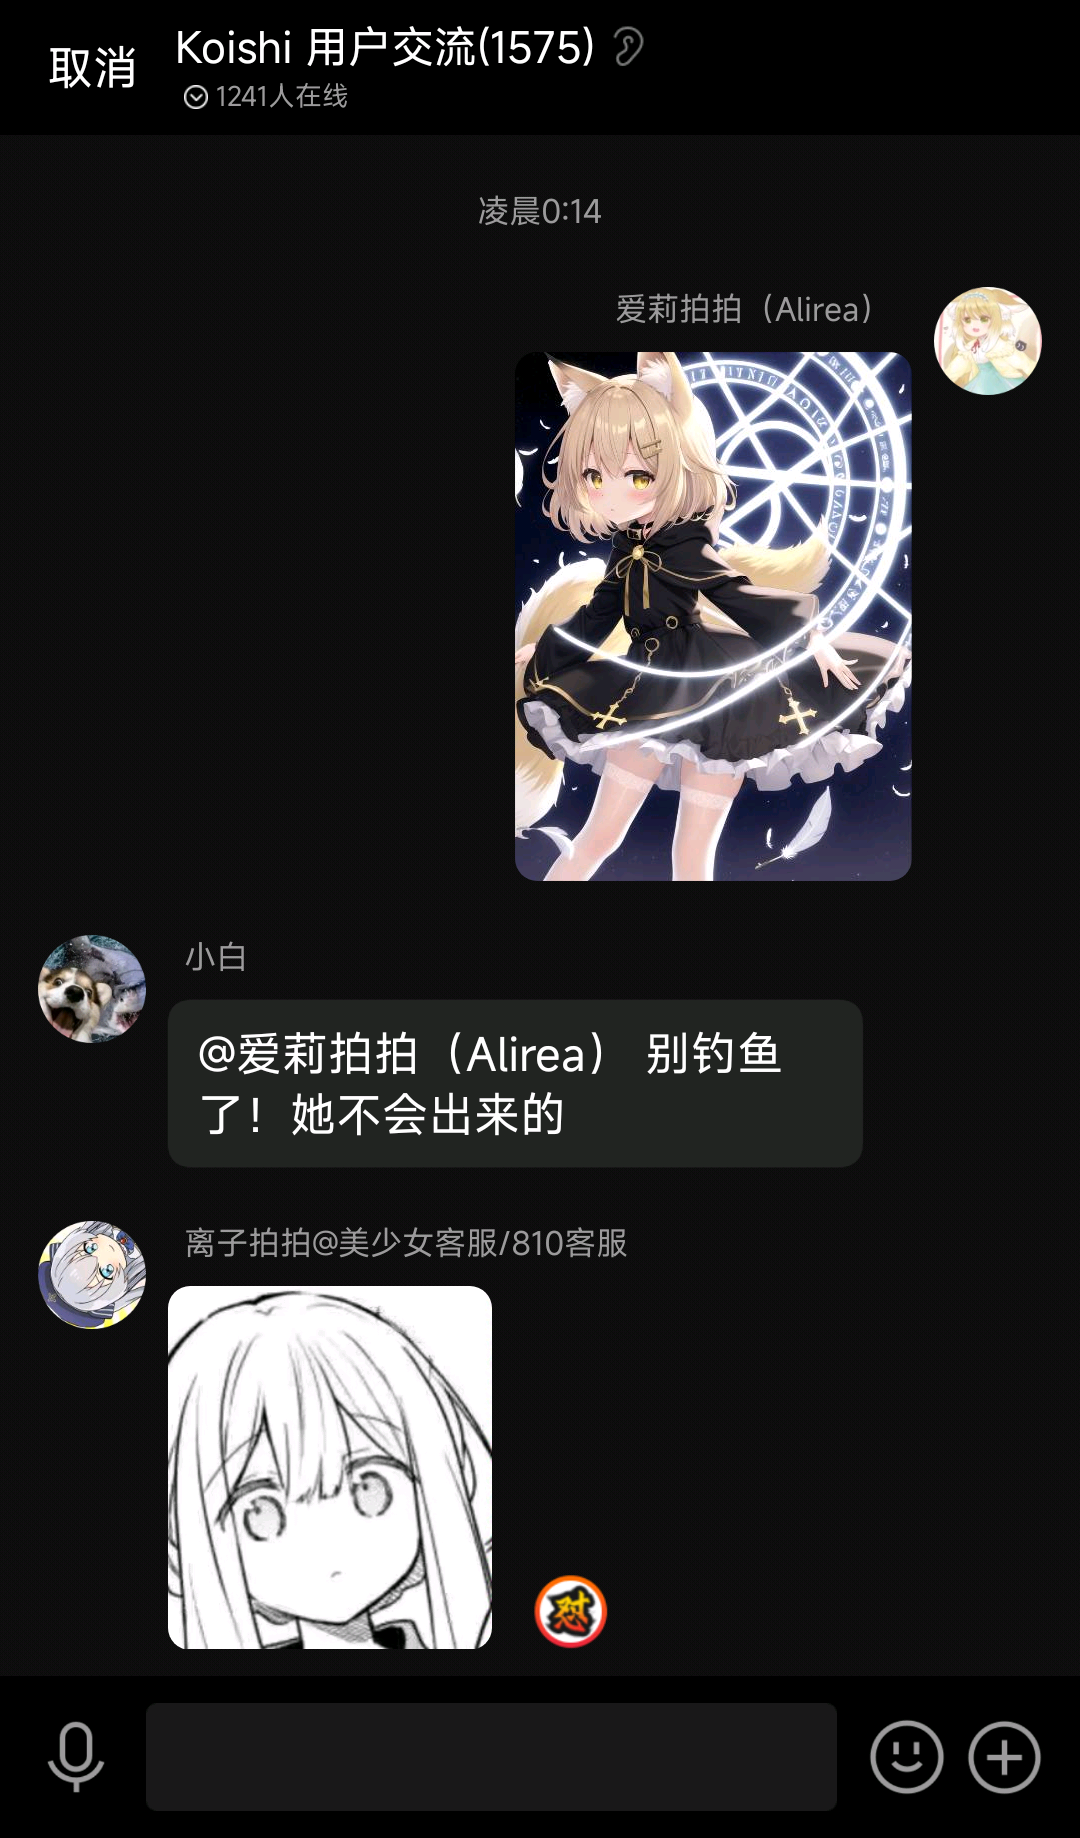 取消
Koishi 用户交流(1575)
1241人在线
凌晨0:14
爱莉拍拍（Alirea）
小白
@爱莉拍拍（Alirea） 别钓鱼
了！她不会出来的
离子拍拍@美少女客服/810客服
怼